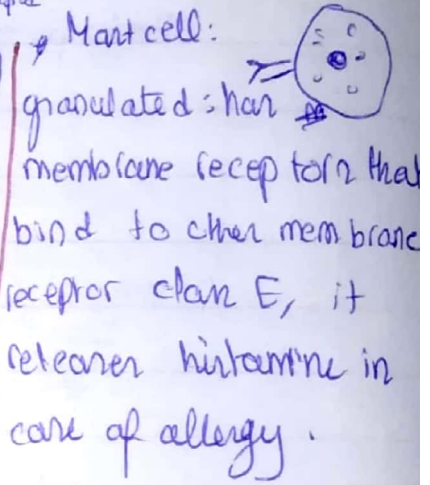 Mast cell:
granulated: has
membrane receptors that
bind to other membrane
receptor class E, it
releases histamine in
case of allergy.